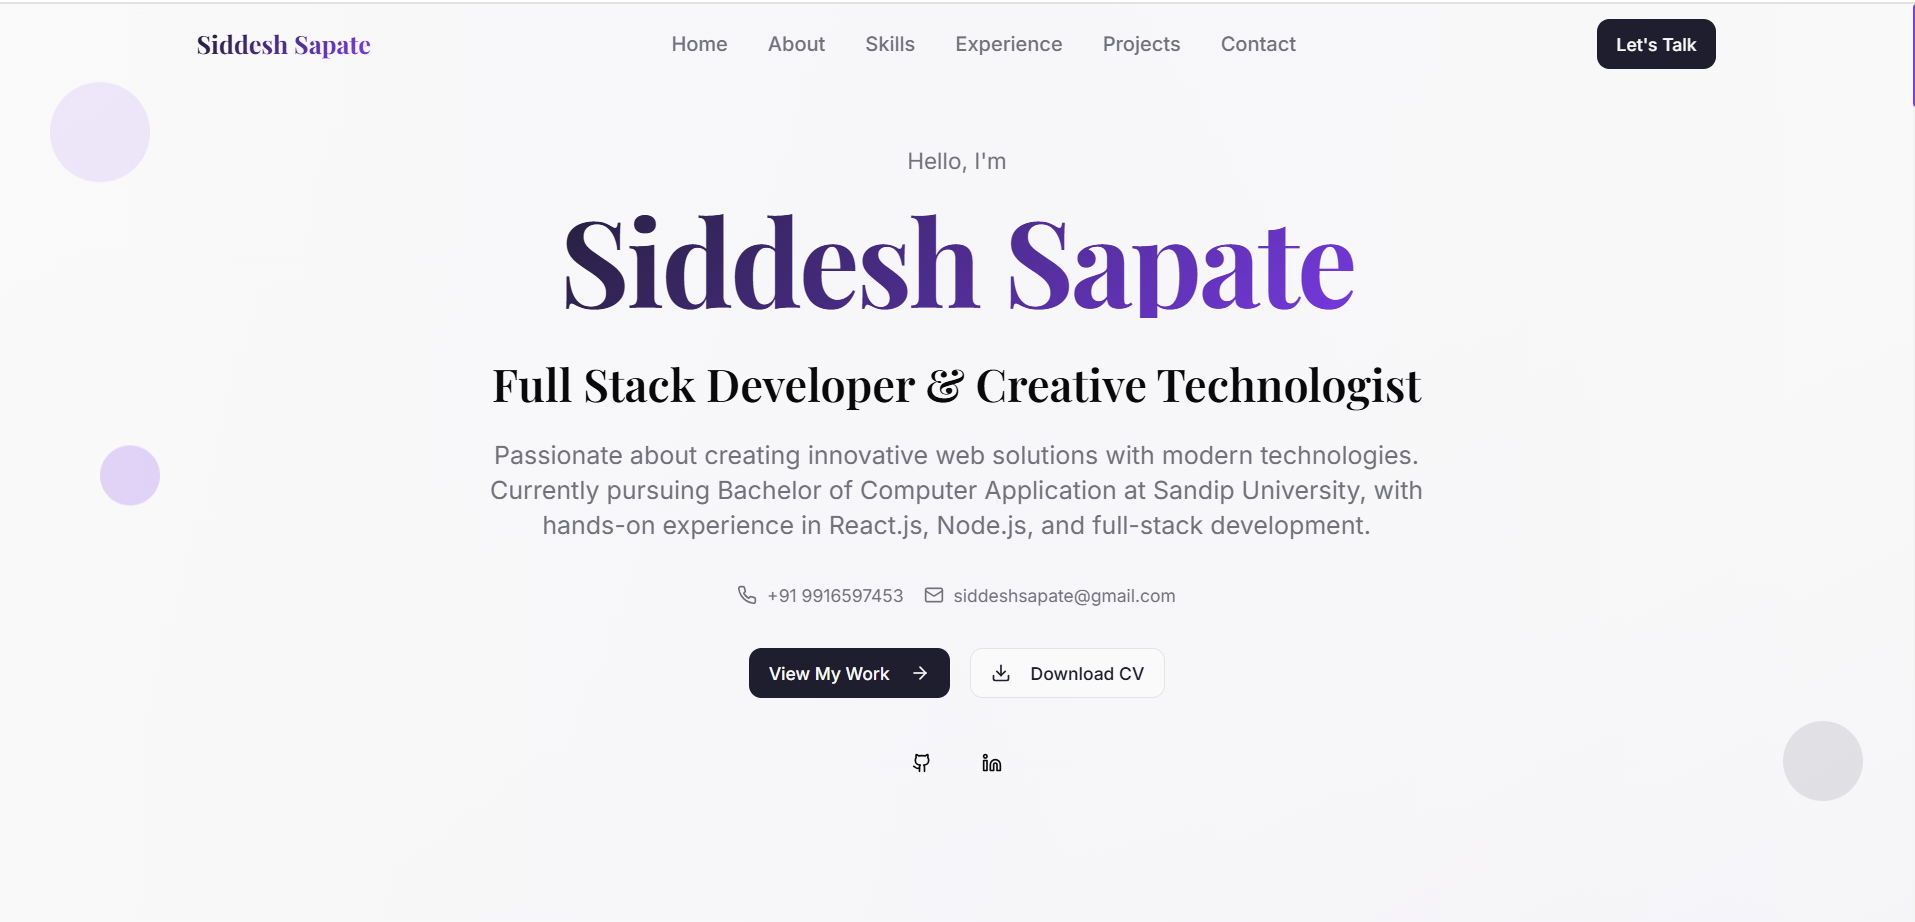 Siddesh Sapate
Home
About
Skills
Experience
Projects
Contact
Let's Talk
Hello, I'm
Siddesh Sapate
Full Stack Developer & Creative Technologist
Passionate about creating innovative web solutions with modern technologies.
Currently pursuing Bachelor of Computer Application at Sandip University, with
hands-on experience in React.js, Node.js, and full-stack development.
+91 9916597453
siddeshsapate@gmail.com
View My Work
Download CV